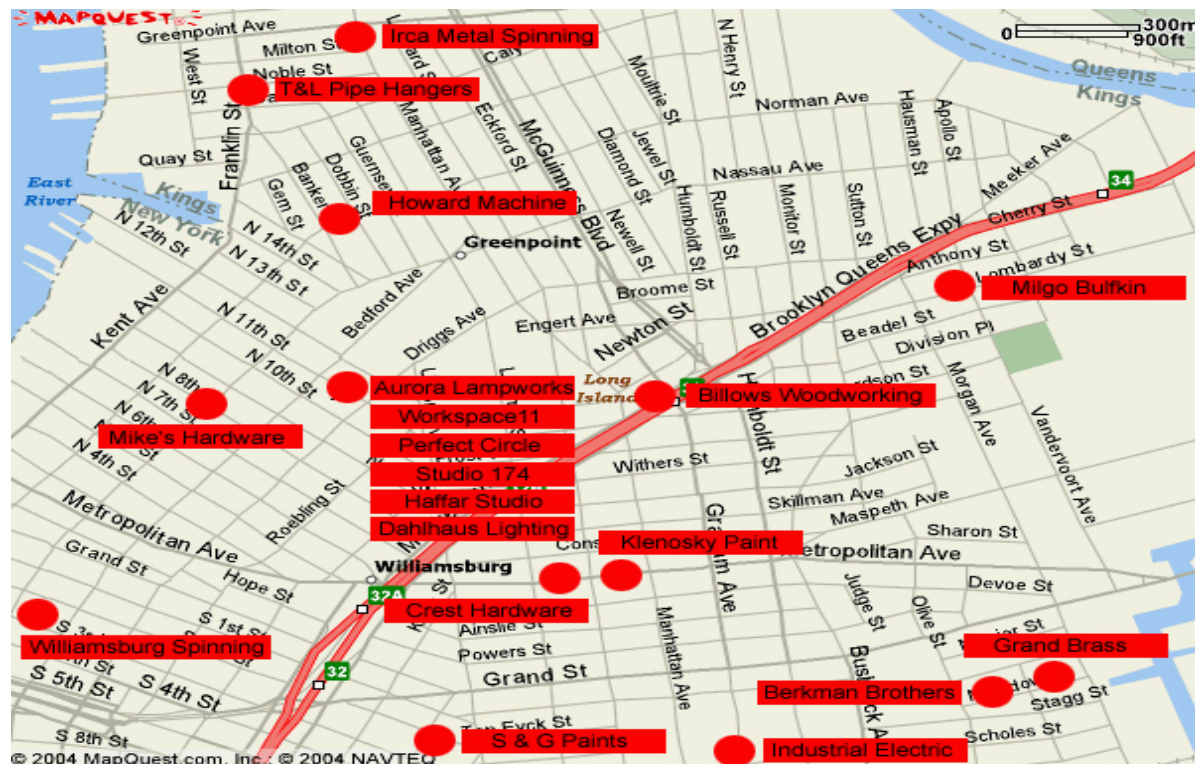 MAPQUEST
Greenpoint Ave
Irca Metal Spinning
300m
900ft
0
Milton St
West St
Noble St
N Henry St
Queens
Kings
T&L Pipe Hangers
Moultrie St
Norman Ave
Hausman St
Apollo St
Franklin St
Manhattan Ave
Eckford St
McGuinness Blvd
Quay St
Guernsey
Dobbin St
Banker
Gem St
Diamond St
Jewel St
Nassau Ave
Meeker Ave
34
East
River
Kings
New York
Howard Machine
Newell St
Humboldt St
Russell St
Monitor St
Sutton St
Cherry St
N 12th St
N 14th St
N 13th St
Greenpoint
Brooklyn Queens Expy
Anthony St
Lombardy St
Kent Ave
Bedford Ave
Broome St
Milgo Bulfkin
N 11th St
Driggs Ave
Engert Ave
Newton St
Beadel St
Division Pl
N 10th St
N 8th
N 7th St
N 6th St
N 4th St
Aurora Lampworks
Long
Island
Billows Woodworking
Humboldt St
Morgan Ave
Vandervort Ave
Mike's Hardware
Workspace11
Perfect Circle
Studio 174
Haffar Studio
Dahlhaus Lighting
Withers St
Jackson St
Skillman Ave
Maspeth Ave
Roebling St
Metropolitan Ave
Graham Ave
Sharon St
Klenosky Paint
Metropolitan Ave
Grand St
Hope St
Williamsburg
32A
Crest Hardware
Devoe St
Judge St
Olive St
S 1st St
Ainslie St
Williamsburg Spinning
Powers St
Manhattan Ave
Grand Brass
32
Grand St
S 5th St
S 4th St
Berkman Brothers
Stagg St
S 8th St
Ten Eyck St
S & G Paints
Industrial Electric
Scholes St
© 2004 MapQuest.com, Inc.; © 2004 NAVTEQ